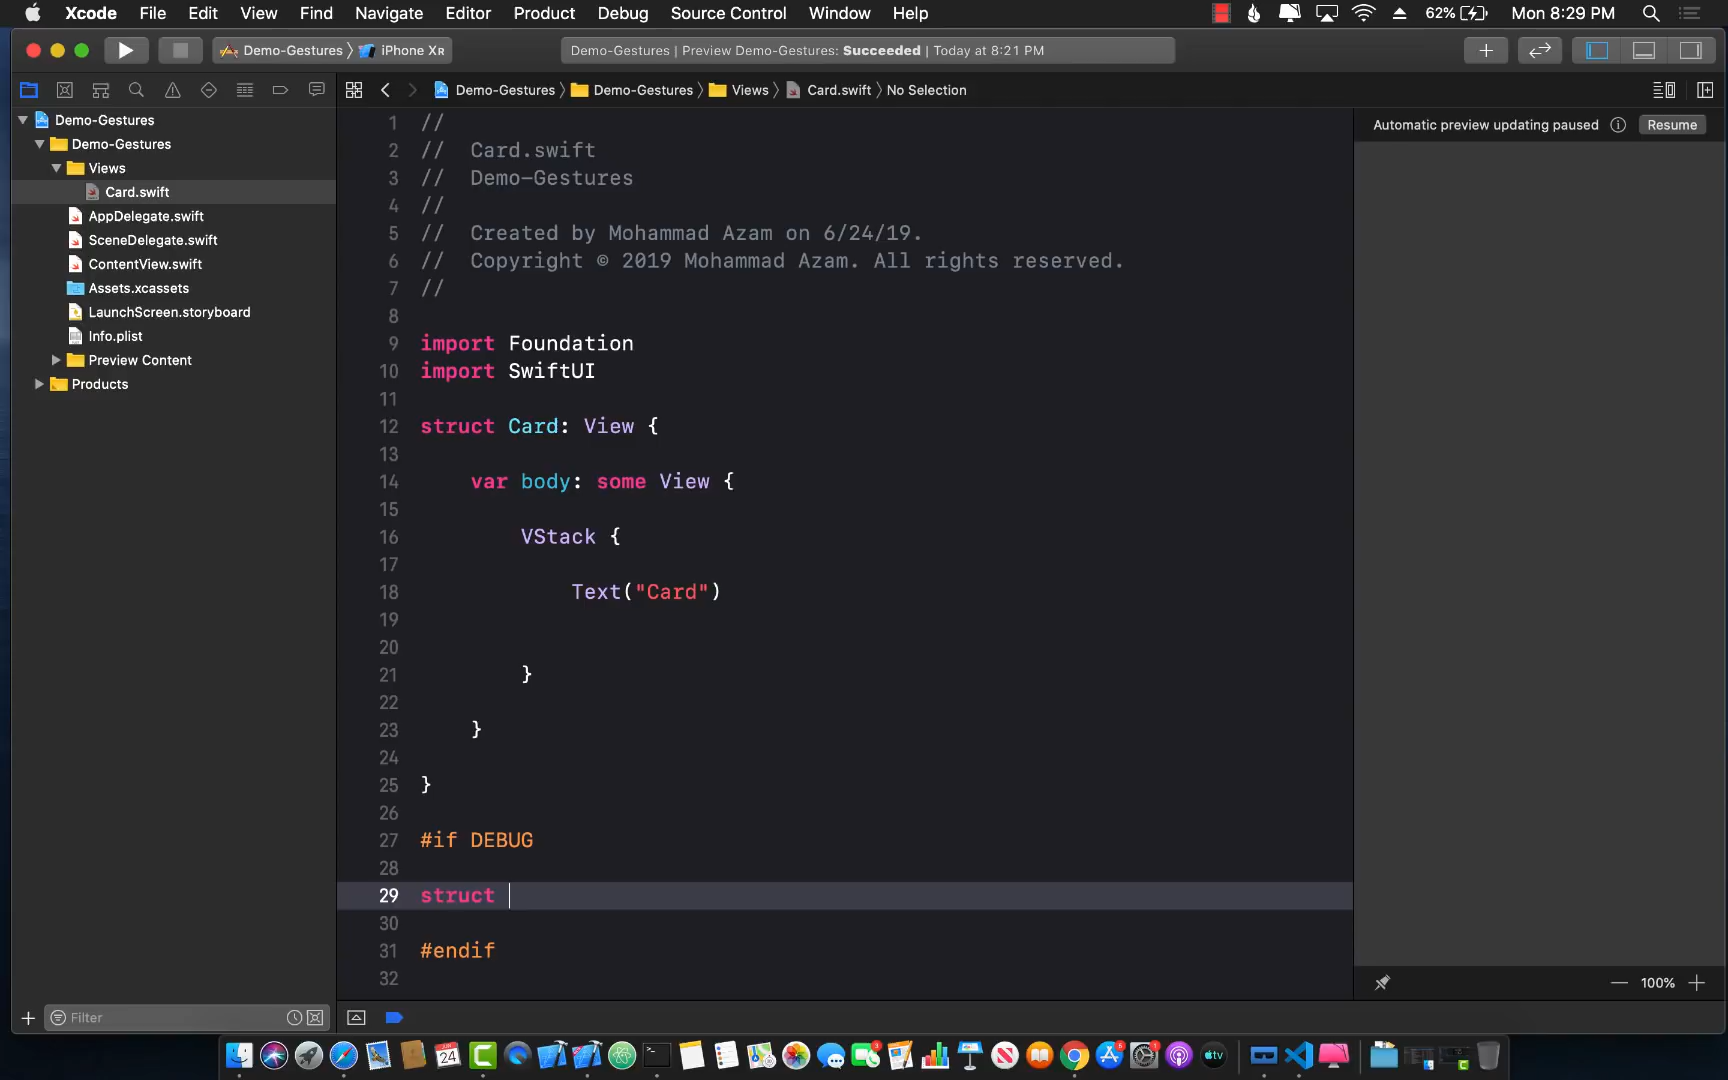 Xcode File Edit View Find Navigate Editor Product Debug Source Control Window Help 62% Mon 8:29 PM
Demo-Gestures 〉 iPhone XR Demo-Gestures | Preview Demo-Gestures: Succeeded | Today at 8:21 PM
Demo-Gestures 〉 Demo-Gestures 〉 Views 〉 Card.swift 〉 No Selection
Demo-Gestures
Demo-Gestures
Views
Card.swift
AppDelegate.swift
SceneDelegate.swift
ContentView.swift
Assets.xcassets
LaunchScreen.storyboard
Info.plist
Preview Content
Products
Filter
1 //
2 // Card.swift
3 // Demo-Gestures
4 //
5 // Created by Mohammad Azam on 6/24/19.
6 // Copyright © 2019 Mohammad Azam. All rights reserved.
7 //
8
9 import Foundation
10 import SwiftUI
11
12 struct Card: View {
13
14 var body: some View {
15
16 VStack {
17
18 Text("Card")
19
20
21 }
22
23 }
24
25 }
26
27 #if DEBUG
28
29 struct
30
31 #endif
32
Automatic preview updating paused Resume
100%
24
tv